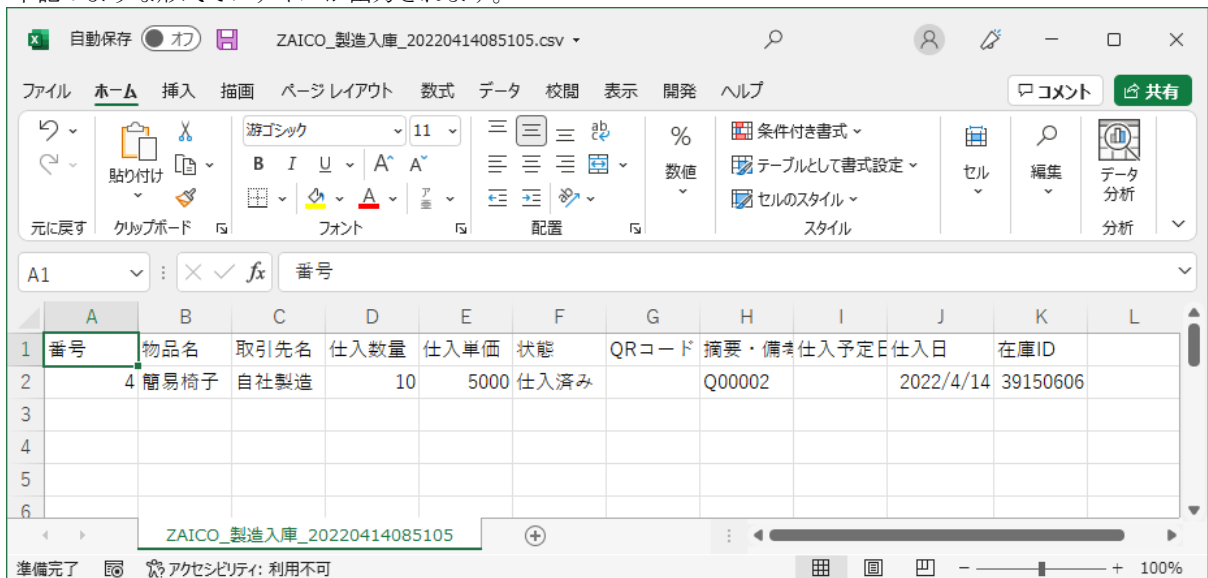 自動保存 オフ ZAICO_製造入庫_20220414085105.csv
ファイル ホーム 挿入 描画 ページ レイアウト 数式 データ 校閲 表示 開発 ヘルプ コメント 共有
貼り付け 游ゴシック 11 B I U A A ア 亜 ab % 数値 条件付き書式 テーブルとして書式設定 セルのスタイル セル 編集 データ 分析
元に戻す クリップボード フォント 配置 スタイル 分析
A1 fx 番号
A B C D E F G H I J K L
1 番号 物品名 取引先名 仕入数量 仕入単価 状態 QRコード 摘要・備考 仕入予定日 仕入日 在庫ID
2 4 簡易椅子 自社製造 10 5000 仕入済み Q00002 2022/4/14 39150606
3
4
5
6
ZAICO_製造入庫_20220414085105
準備完了 アクセシビリティ: 利用不可 100%